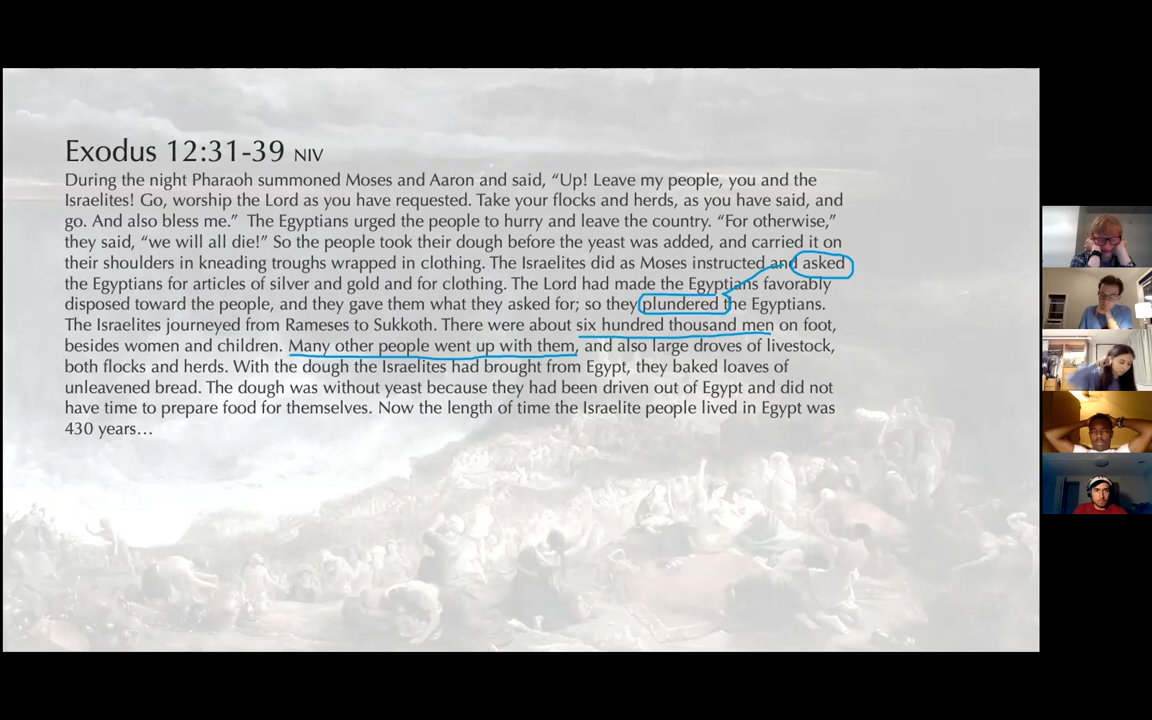 Exodus 12:31-39 NIV
During the night Pharaoh summoned Moses and Aaron and said, “Up! Leave my people, you and the
Israelites! Go, worship the Lord as you have requested. Take your flocks and herds, as you have said, and
go. And also bless me.”  The Egyptians urged the people to hurry and leave the country. “For otherwise,”
they said, “we will all die!” So the people took their dough before the yeast was added, and carried it on
their shoulders in kneading troughs wrapped in clothing. The Israelites did as Moses instructed and asked
the Egyptians for articles of silver and gold and for clothing. The Lord had made the Egyptians favorably
disposed toward the people, and they gave them what they asked for; so they plundered the Egyptians.
The Israelites journeyed from Rameses to Sukkoth. There were about six hundred thousand men on foot,
besides women and children. Many other people went up with them, and also large droves of livestock,
both flocks and herds. With the dough the Israelites had brought from Egypt, they baked loaves of
unleavened bread. The dough was without yeast because they had been driven out of Egypt and did not
have time to prepare food for themselves. Now the length of time the Israelite people lived in Egypt was
430 years…